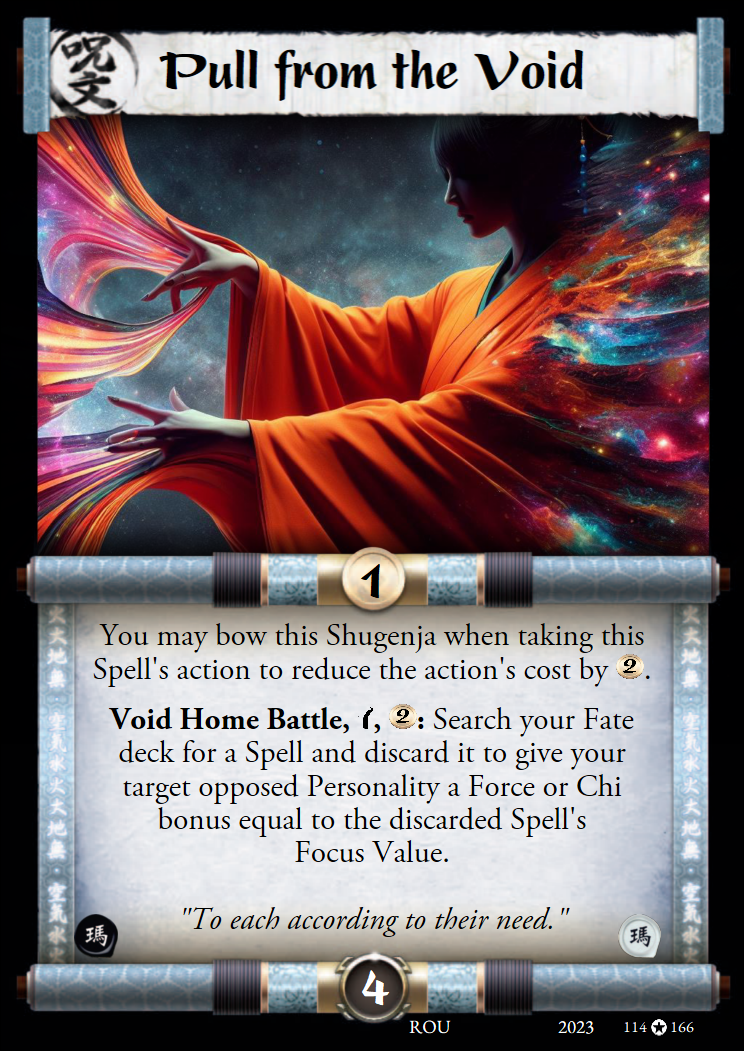 呪文
Pull from the Void
1
You may bow this Shugenja when taking this
Spell's action to reduce the action's cost by 2.
Void Home Battle, , 2: Search your Fate
deck for a Spell and discard it to give your
target opposed Personality a Force or Chi
bonus equal to the discarded Spell's
Focus Value.
"To each according to their need."
瑪
瑪
4
ROU 2023 114 166